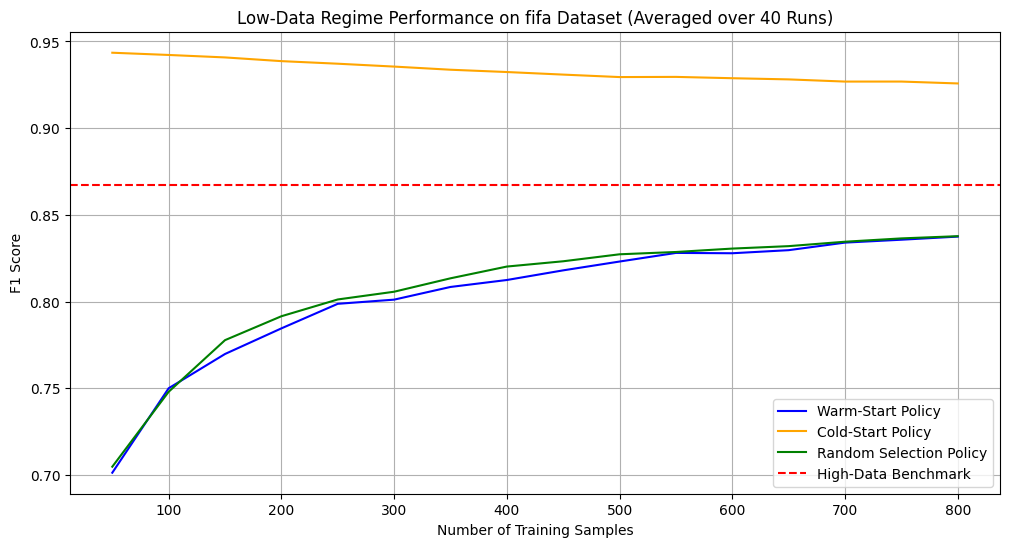 Low-Data Regime Performance on fifa Dataset (Averaged over 40 Runs)
F1 Score
0.95
0.90
0.85
0.80
0.75
0.70
100 200 300 400 500 600 700 800
Number of Training Samples
Warm-Start Policy
Cold-Start Policy
Random Selection Policy
High-Data Benchmark